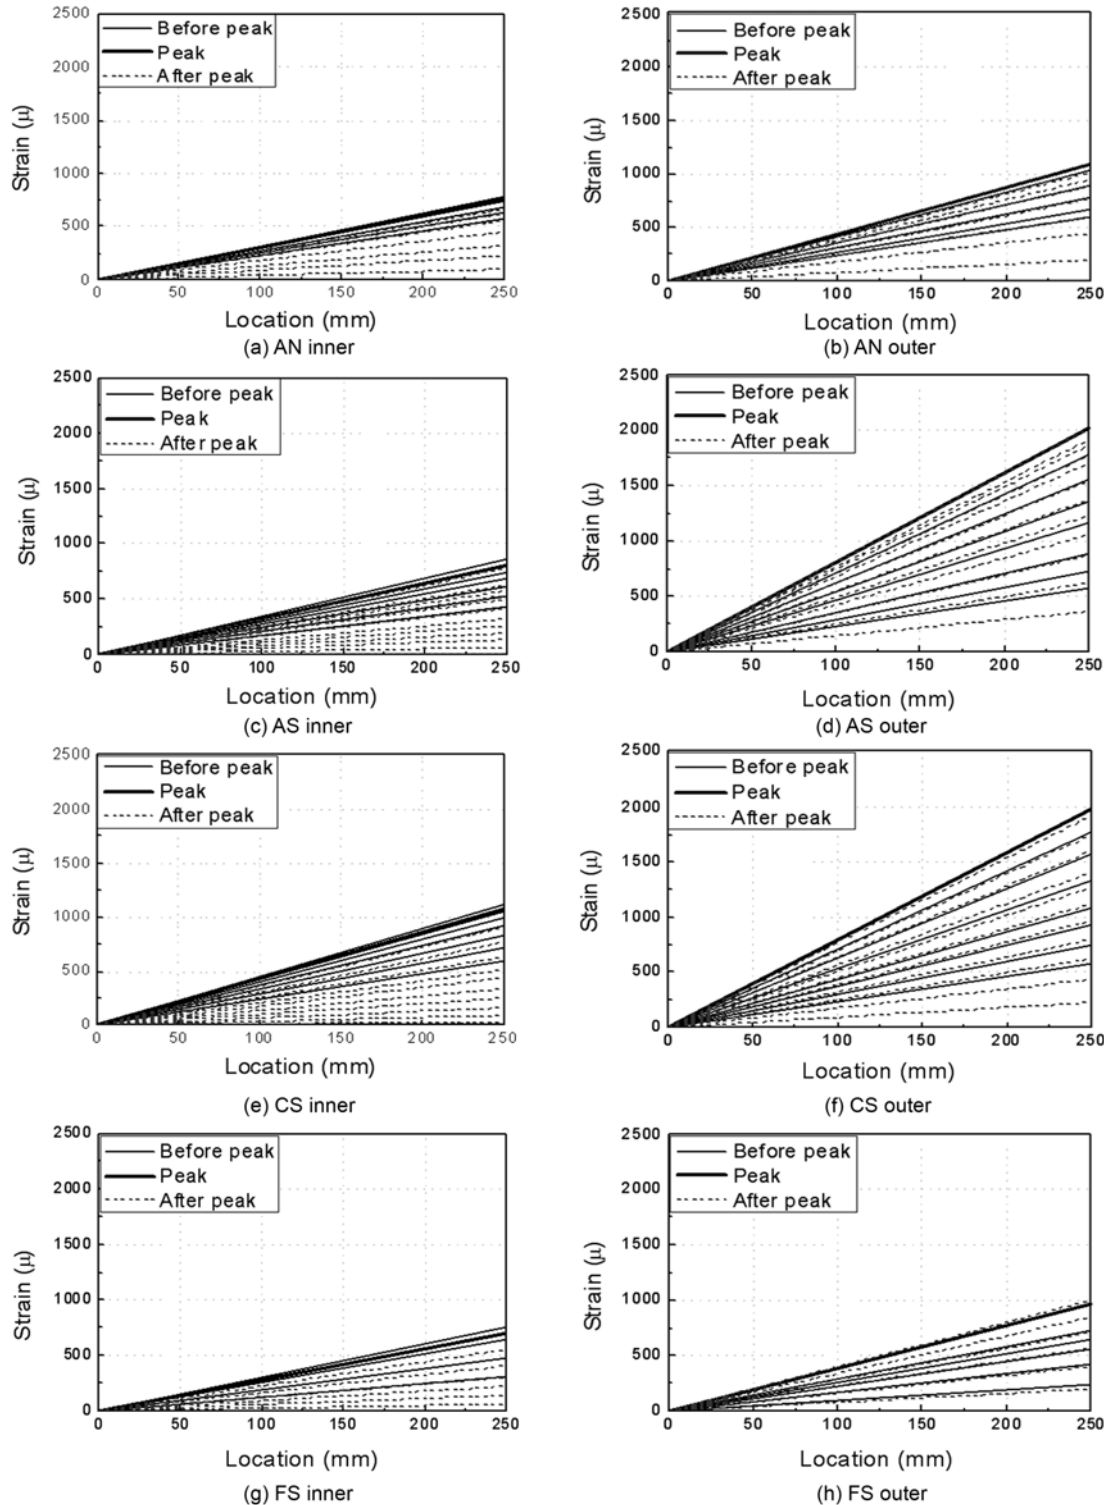 2500
2000
1500
1000
500
0
Strain (μ)
Before peak
Peak
After peak
0 50 100 150 200 250
Location (mm)
(a) AN inner
2500
2000
1500
1000
500
0
Strain (μ)
Before peak
Peak
After peak
0 50 100 150 200 250
Location (mm)
(b) AN outer
2500
2000
1500
1000
500
0
Strain (μ)
Before peak
Peak
After peak
0 50 100 150 200 250
Location (mm)
(c) AS inner
2500
2000
1500
1000
500
0
Strain (μ)
Before peak
Peak
After peak
0 50 100 150 200 250
Location (mm)
(d) AS outer
2500
2000
1500
1000
500
0
Strain (μ)
Before peak
Peak
After peak
0 50 100 150 200 250
Location (mm)
(e) CS inner
2500
2000
1500
1000
500
0
Stain (μ)
Before peak
Peak
After peak
0 50 100 150 200 250
Location (mm)
(f) CS outer
2500
2000
1500
1000
500
0
Strain (μ)
Before peak
Peak
After peak
0 50 100 150 200 250
Location (mm)
(g) FS inner
2500
2000
1500
1000
500
0
Strain (μ)
Before peak
Peak
After peak
0 50 100 150 200 250
Location (mm)
(h) FS outer